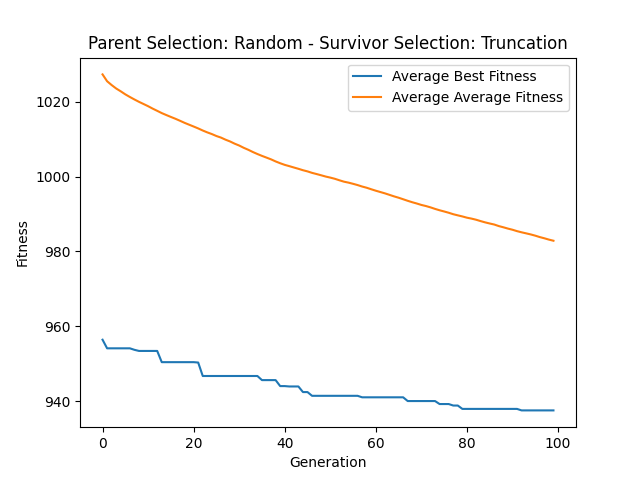 Parent Selection: Random - Survivor Selection: Truncation
Average Best Fitness
Average Average Fitness
Fitness
1020
1000
980
960
940
0 20 40 60 80 100
Generation